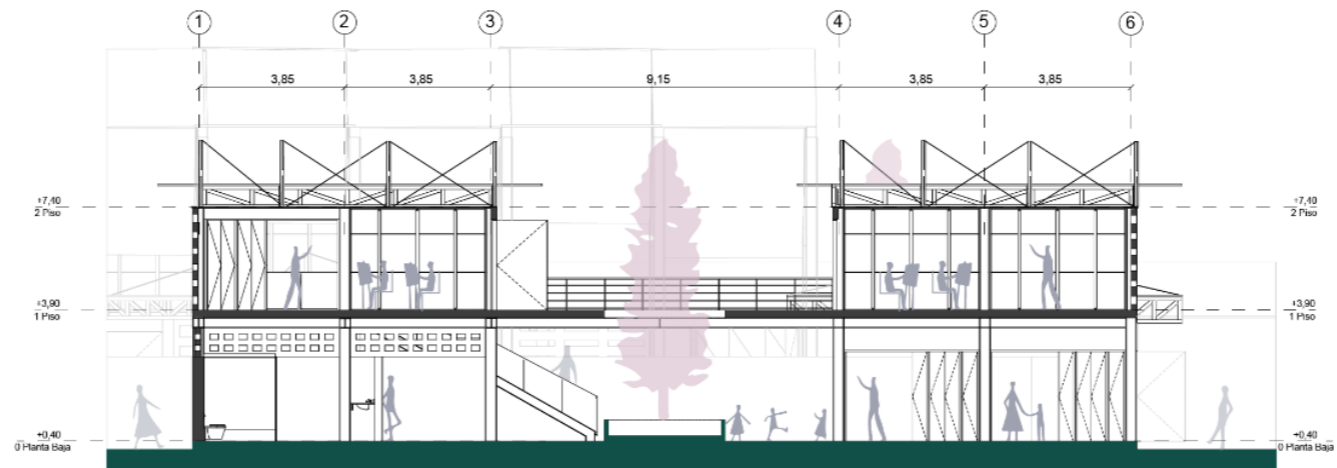 1 2 3 4 5 6
3,85 3,85 9,15 3,85 3,85
+7,40 +7,40
2 Piso 2 Piso
+3,90 +3,90
1 Piso 1 Piso
+0,40 +0,40
0 Planta Baja 0 Planta Baja